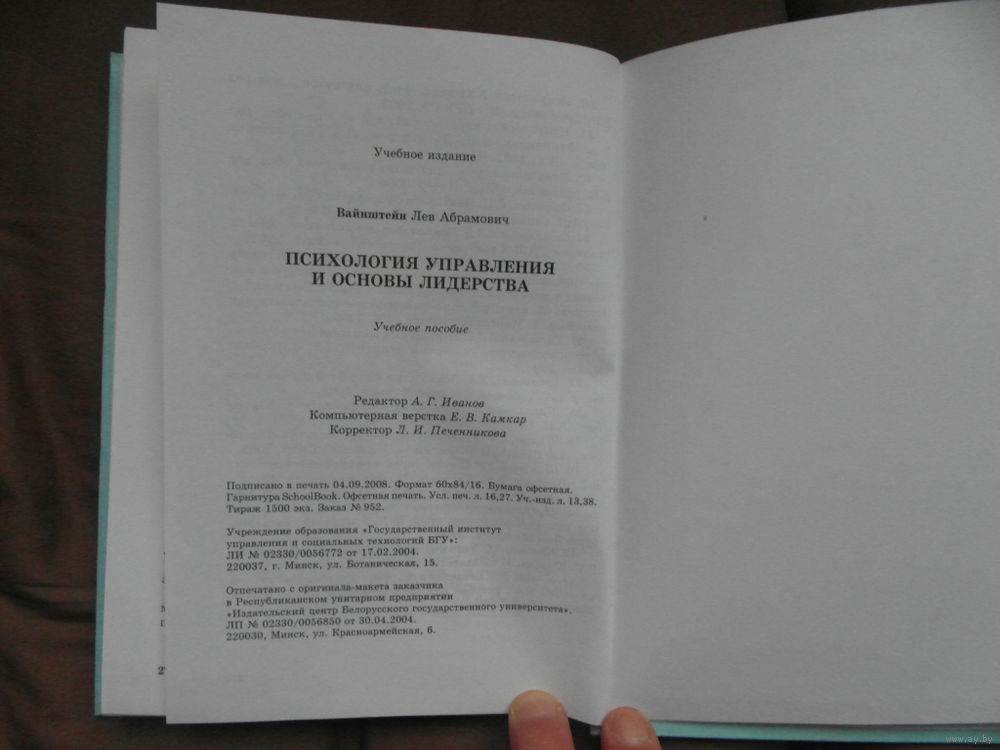 Учебное издание
Вайнштейн Лев Абрамович
ПСИХОЛОГИЯ УПРАВЛЕНИЯ
И ОСНОВЫ ЛИДЕРСТВА
Учебное пособие
Редактор А. Г. Иванов
Компьютерная верстка Е. В. Камкар
Корректор Л. И. Печенникова
Подписано в печать 04.09.2008. Формат 60х84/16. Бумага офсетная.
Гарнитура SchoolBook. Офсетная печать. Усл. печ. л. 16,27. Уч.-изд. л. 13,38.
Тираж 1500 экз. Заказ № 952.
Учреждение образования «Государственный институт
управления и социальных технологий БГУ»:
ЛИ № 02330/0056772 от 17.02.2004.
220037, г. Минск, ул. Ботаническая, 15.
Отпечатано с оригинала-макета заказчика
в Республиканском унитарном предприятии
«Издательский центр Белорусского государственного университета».
ЛП № 02330/0056850 от 30.04.2004.
220030, Минск, ул. Красноармейская, 6.
www.ay.by